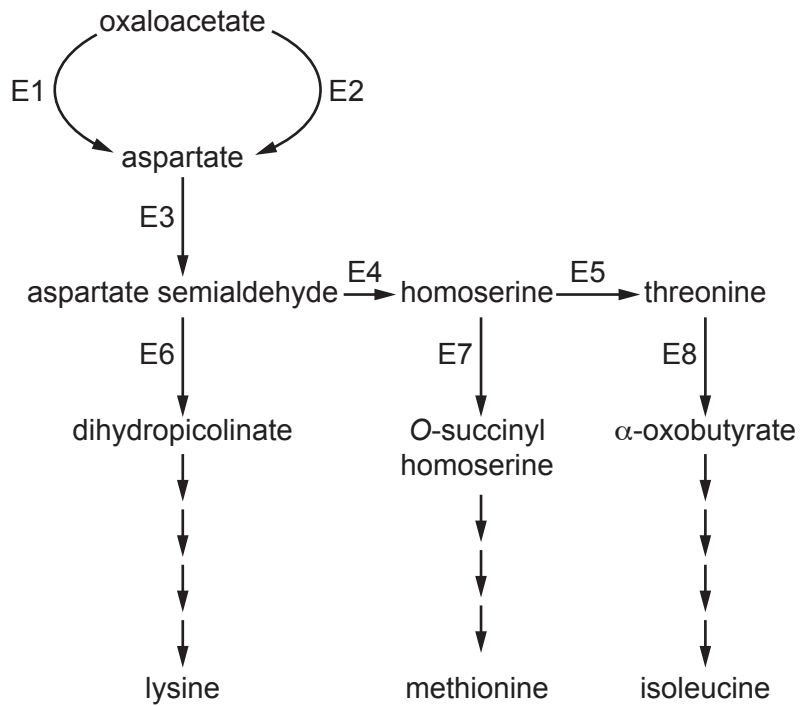 oxaloacetate
E1
E2
aspartate
E3
aspartate semialdehyde
E4
homoserine
E5
threonine
E6
E7
E8
dihydropicolinate
O-succinyl
homoserine
α-oxobutyrate
lysine
methionine
isoleucine